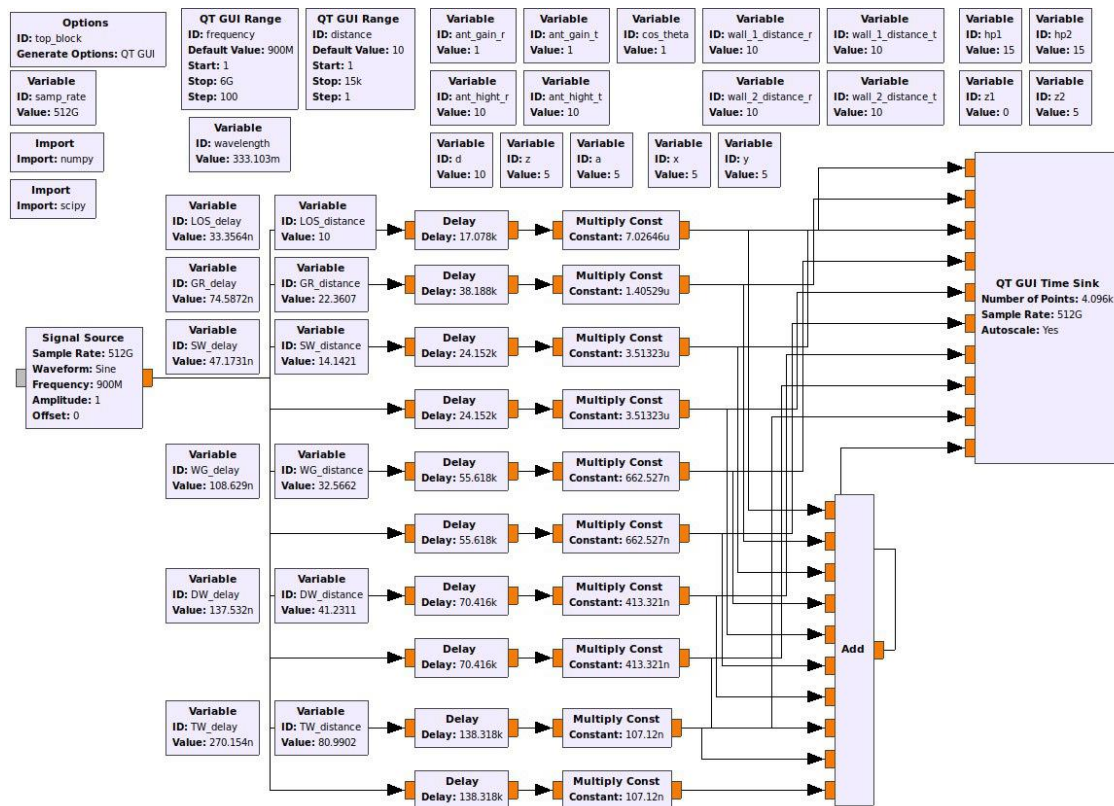 Options
ID: top_block
Generate Options: QT GUI
Variable
ID: samp_rate
Value: 512G
Import
Import: numpy
Import
Import: scipy
QT GUI Range
ID: frequency
Default Value: 900M
Start: 1
Stop: 6G
Step: 100
QT GUI Range
ID: distance
Default Value: 10
Start: 1
Stop: 15k
Step: 1
Variable
ID: wavelength
Value: 333.103m
Variable
ID: ant_gain_r
Value: 1
Variable
ID: ant_gain_t
Value: 1
Variable
ID: cos_theta
Value: 1
Variable
ID: wall_1_distance_r
Value: 10
Variable
ID: wall_1_distance_t
Value: 10
Variable
ID: hp1
Value: 15
Variable
ID: hp2
Value: 15
Variable
ID: ant_hight_r
Value: 10
Variable
ID: ant_hight_t
Value: 10
Variable
ID: wall_2_distance_r
Value: 10
Variable
ID: wall_2_distance_t
Value: 10
Variable
ID: z1
Value: 0
Variable
ID: z2
Value: 5
Variable
ID: d
Value: 10
Variable
ID: z
Value: 5
Variable
ID: a
Value: 5
Variable
ID: x
Value: 5
Variable
ID: y
Value: 5
Signal Source
Sample Rate: 512G
Waveform: Sine
Frequency: 900M
Amplitude: 1
Offset: 0
Variable
ID: LOS_delay
Value: 33.3564n
Variable
ID: LOS_distance
Value: 10
Delay
Delay: 17.078k
Multiply Const
Constant: 7.02646u
Variable
ID: GR_delay
Value: 74.5872n
Variable
ID: GR_distance
Value: 22.3607
Delay
Delay: 38.188k
Multiply Const
Constant: 1.40529u
Variable
ID: SW_delay
Value: 47.1731n
Variable
ID: SW_distance
Value: 14.1421
Delay
Delay: 24.152k
Multiply Const
Constant: 3.51323u
Delay
Delay: 24.152k
Multiply Const
Constant: 3.51323u
Variable
ID: WG_delay
Value: 108.629n
Variable
ID: WG_distance
Value: 32.5662
Delay
Delay: 55.618k
Multiply Const
Constant: 662.527n
Delay
Delay: 55.618k
Multiply Const
Constant: 662.527n
Variable
ID: DW_delay
Value: 137.532n
Variable
ID: DW_distance
Value: 41.2311
Delay
Delay: 70.416k
Multiply Const
Constant: 413.321n
Delay
Delay: 70.416k
Multiply Const
Constant: 413.321n
Variable
ID: TW_delay
Value: 270.154n
Variable
ID: TW_distance
Value: 80.9902
Delay
Delay: 138.318k
Multiply Const
Constant: 107.12n
Delay
Delay: 138.318k
Multiply Const
Constant: 107.12n
Add
QT GUI Time Sink
Number of Points: 4.096k
Sample Rate: 512G
Autoscale: Yes